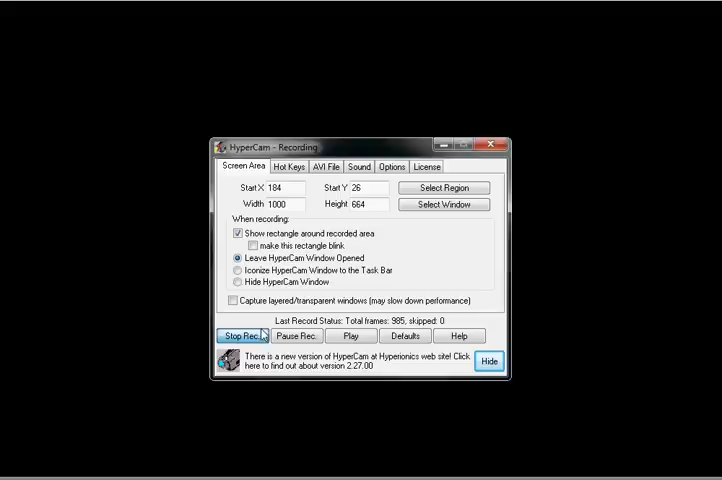 HyperCam - Recording
Screen Area Hot Keys AVI File Sound Options License
Start X 184 Start Y 26 Select Region
Width 1000 Height 664 Select Window
When recording:
Show rectangle around recorded area
make this rectangle blink
Leave HyperCam Window Opened
Iconize HyperCam Window to the Task Bar
Hide HyperCam Window
Capture layered/transparent windows (may slow down performance)
Last Record Status: Total frames: 985, skipped: 0
Stop Rec. Pause Rec. Play Defaults Help
There is a new version of HyperCam at Hyperionics web site! Click
here to find out about version 2.27.00
Hide